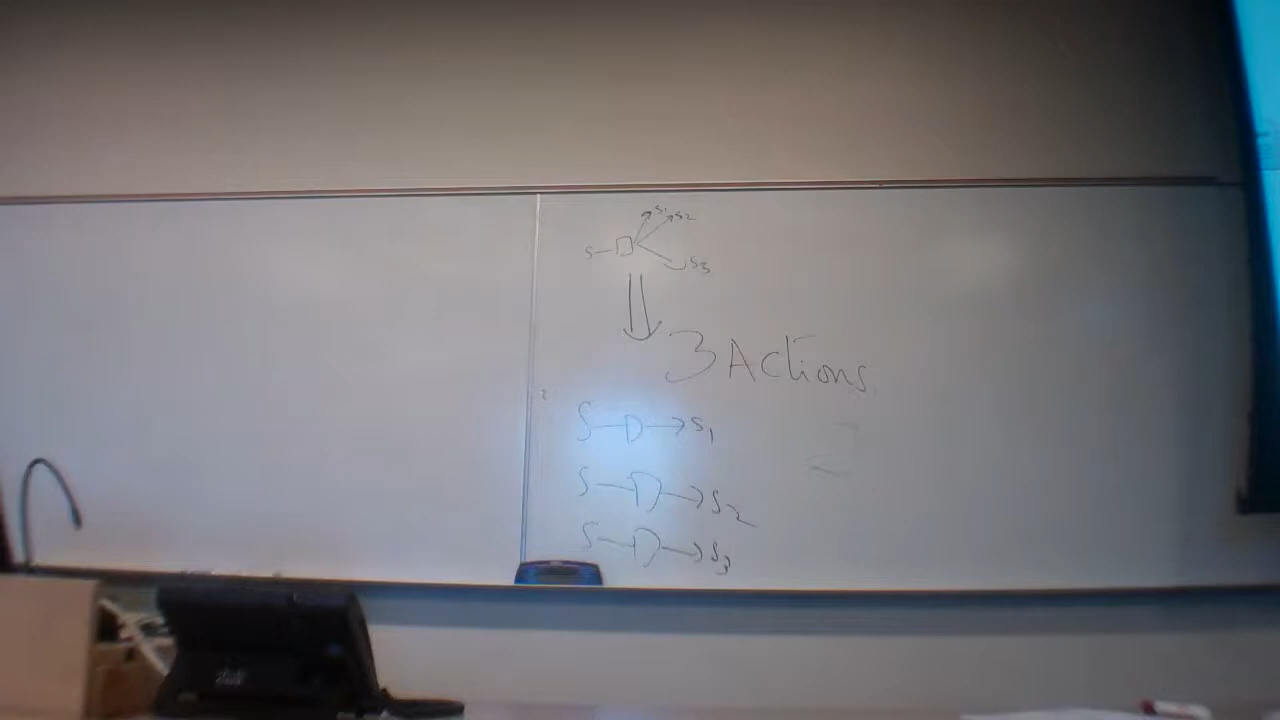 S1 S2
S D
S3
3 Actions
S D → S1
S D → S2
S D → S3